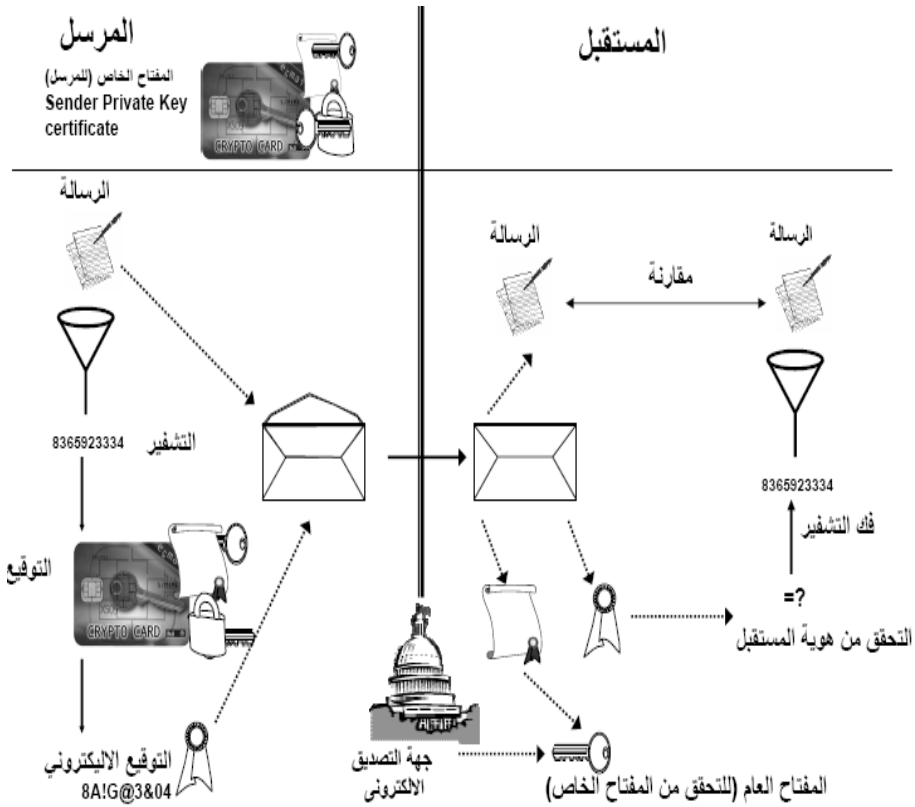 المرسل
المستقبل
المفتاح الخاص (للمرسل)
Sender Private Key
certificate
CRYPTO CARD
الرسالة
الرسالة
الرسالة
مقارنة
8365923334
التشفير
8365923334
فك التشفير
التوقيع
CRYPTO CARD
=?
التحقق من هوية المستقبل
التوقيع الاليكتروني
8A!G@3&04
جهة التصديق
الالكترونى
المفتاح العام (للتحقق من المفتاح الخاص)